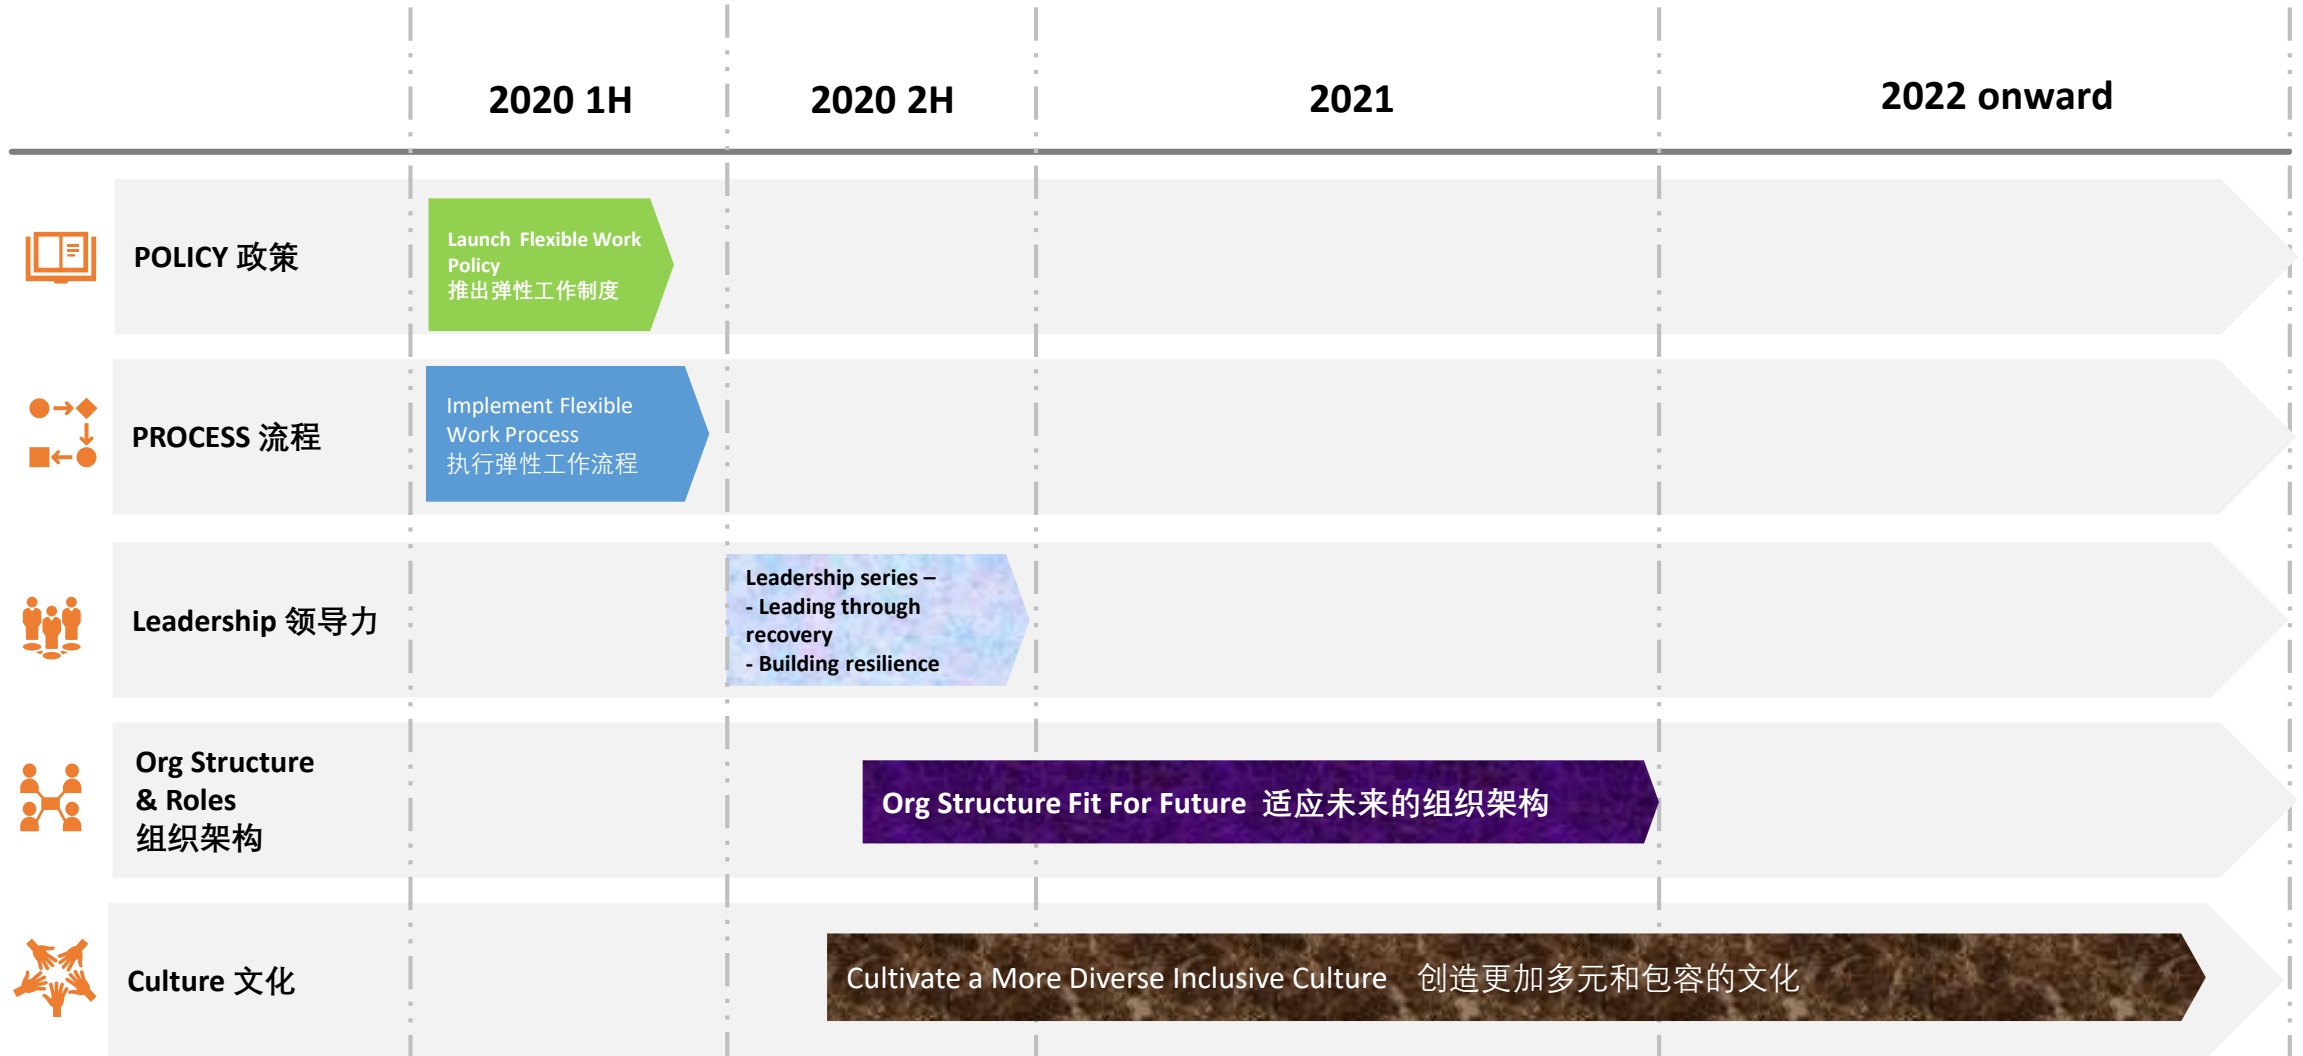 2020 1H
2020 2H
2021
2022 onward
POLICY 政策
Launch Flexible Work
Policy
推出弹性工作制度
PROCESS 流程
Implement Flexible
Work Process
执行弹性工作流程
Leadership 领导力
Leadership series –
- Leading through
recovery
- Building resilience
Org Structure
& Roles
组织架构
Org Structure Fit For Future 适应未来的组织架构
Culture 文化
Cultivate a More Diverse Inclusive Culture 创造更加多元和包容的文化